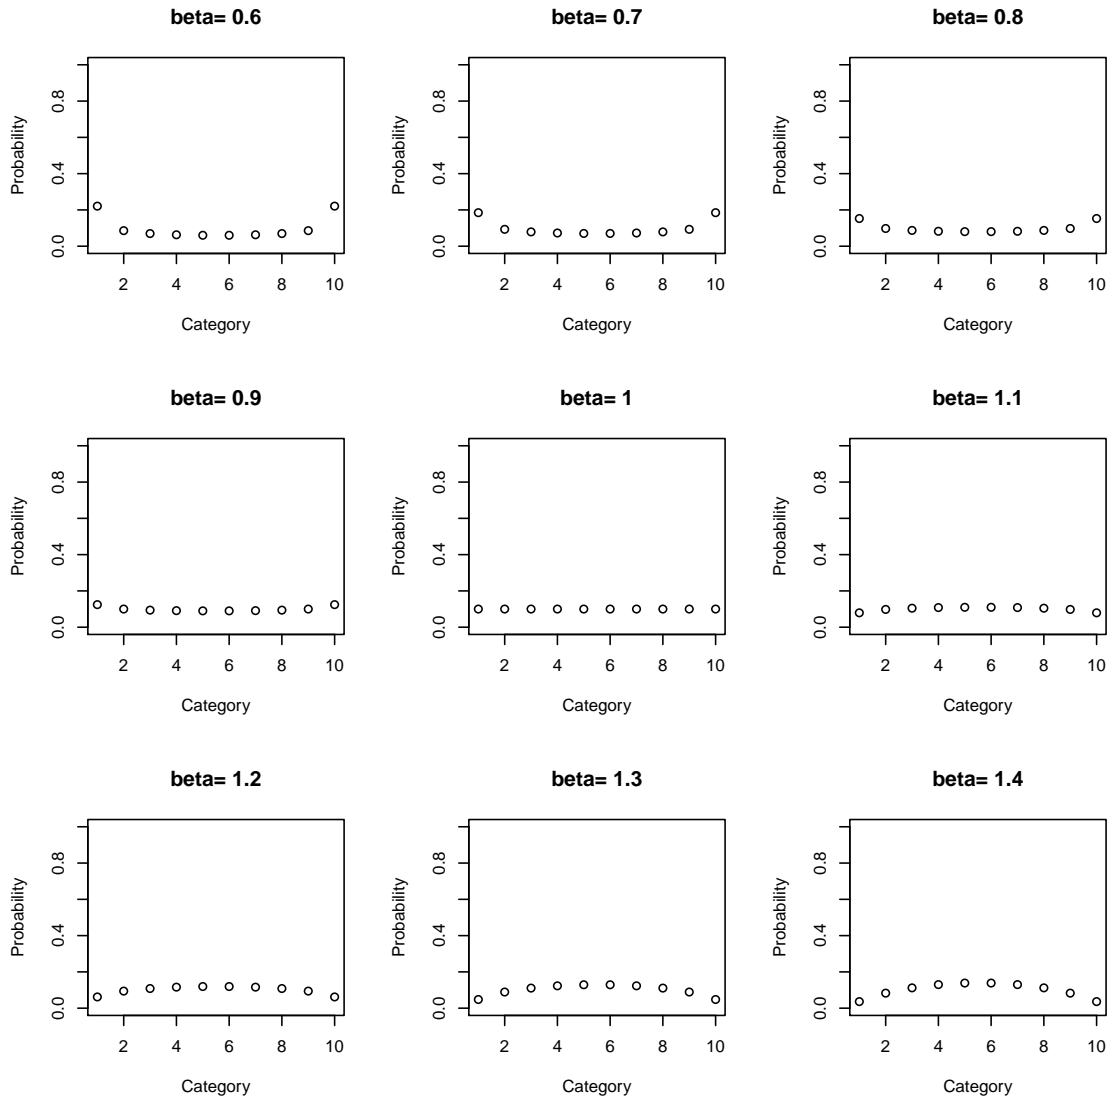 beta= 0.6
beta= 0.7
beta= 0.8
Probability
0.0 0.4 0.8
Probability
0.0 0.4 0.8
Probability
0.0 0.4 0.8
2 4 6 8 10
2 4 6 8 10
2 4 6 8 10
Category
Category
Category
beta= 0.9
beta= 1
beta= 1.1
Probability
0.0 0.4 0.8
Probability
0.0 0.4 0.8
Probability
0.0 0.4 0.8
2 4 6 8 10
2 4 6 8 10
2 4 6 8 10
Category
Category
Category
beta= 1.2
beta= 1.3
beta= 1.4
Probability
0.0 0.4 0.8
Probability
0.0 0.4 0.8
Probability
0.0 0.4 0.8
2 4 6 8 10
2 4 6 8 10
2 4 6 8 10
Category
Category
Category